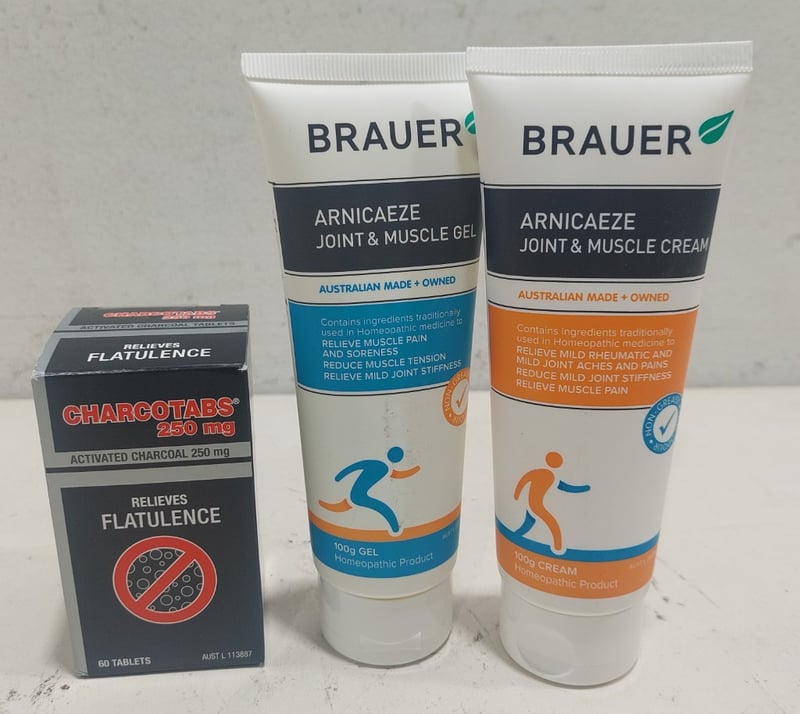 CHARCOTABS®
250 mg
ACTIVATED CHARCOAL TABLETS
RELIEVES
FLATULENCE
CHARCOTABS®
250 mg
ACTIVATED CHARCOAL 250 mg
RELIEVES
FLATULENCE
60 TABLETS
AUST L 113887
BRAUER
ARNICAEZE
JOINT & MUSCLE GEL
AUSTRALIAN MADE + OWNED
Contains ingredients traditionally
used in Homeopathic medicine to
RELIEVE MUSCLE PAIN
AND SORENESS
REDUCE MUSCLE TENSION
RELIEVE MILD JOINT STIFFNESS
100g GEL
Homeopathic Product
BRAUER
ARNICAEZE
JOINT & MUSCLE CREAM
AUSTRALIAN MADE + OWNED
Contains ingredients traditionally
used in Homeopathic medicine to
RELIEVE MILD RHEUMATIC AND
MILD JOINT ACHES AND PAINS
REDUCE MILD JOINT STIFFNESS
RELIEVE MUSCLE PAIN
100g CREAM
Homeopathic Product